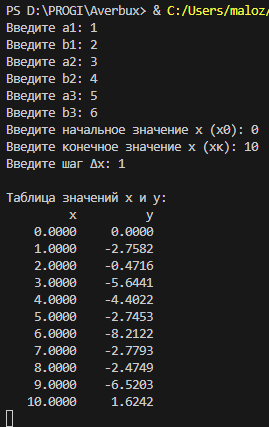 PS D:\PROGI\Averbux> & C:/Users/maloz/
Введите a1: 1
Введите b1: 2
Введите a2: 3
Введите b2: 4
Введите a3: 5
Введите b3: 6
Введите начальное значение x (x0): 0
Введите конечное значение x (xк): 10
Введите шаг Δx: 1

Таблица значений x и y:
x y
0.0000 0.0000
1.0000 -2.7582
2.0000 -0.4716
3.0000 -5.6441
4.0000 -4.4022
5.0000 -2.7453
6.0000 -8.2122
7.0000 -2.7793
8.0000 -2.4749
9.0000 -6.5203
10.0000 1.6242